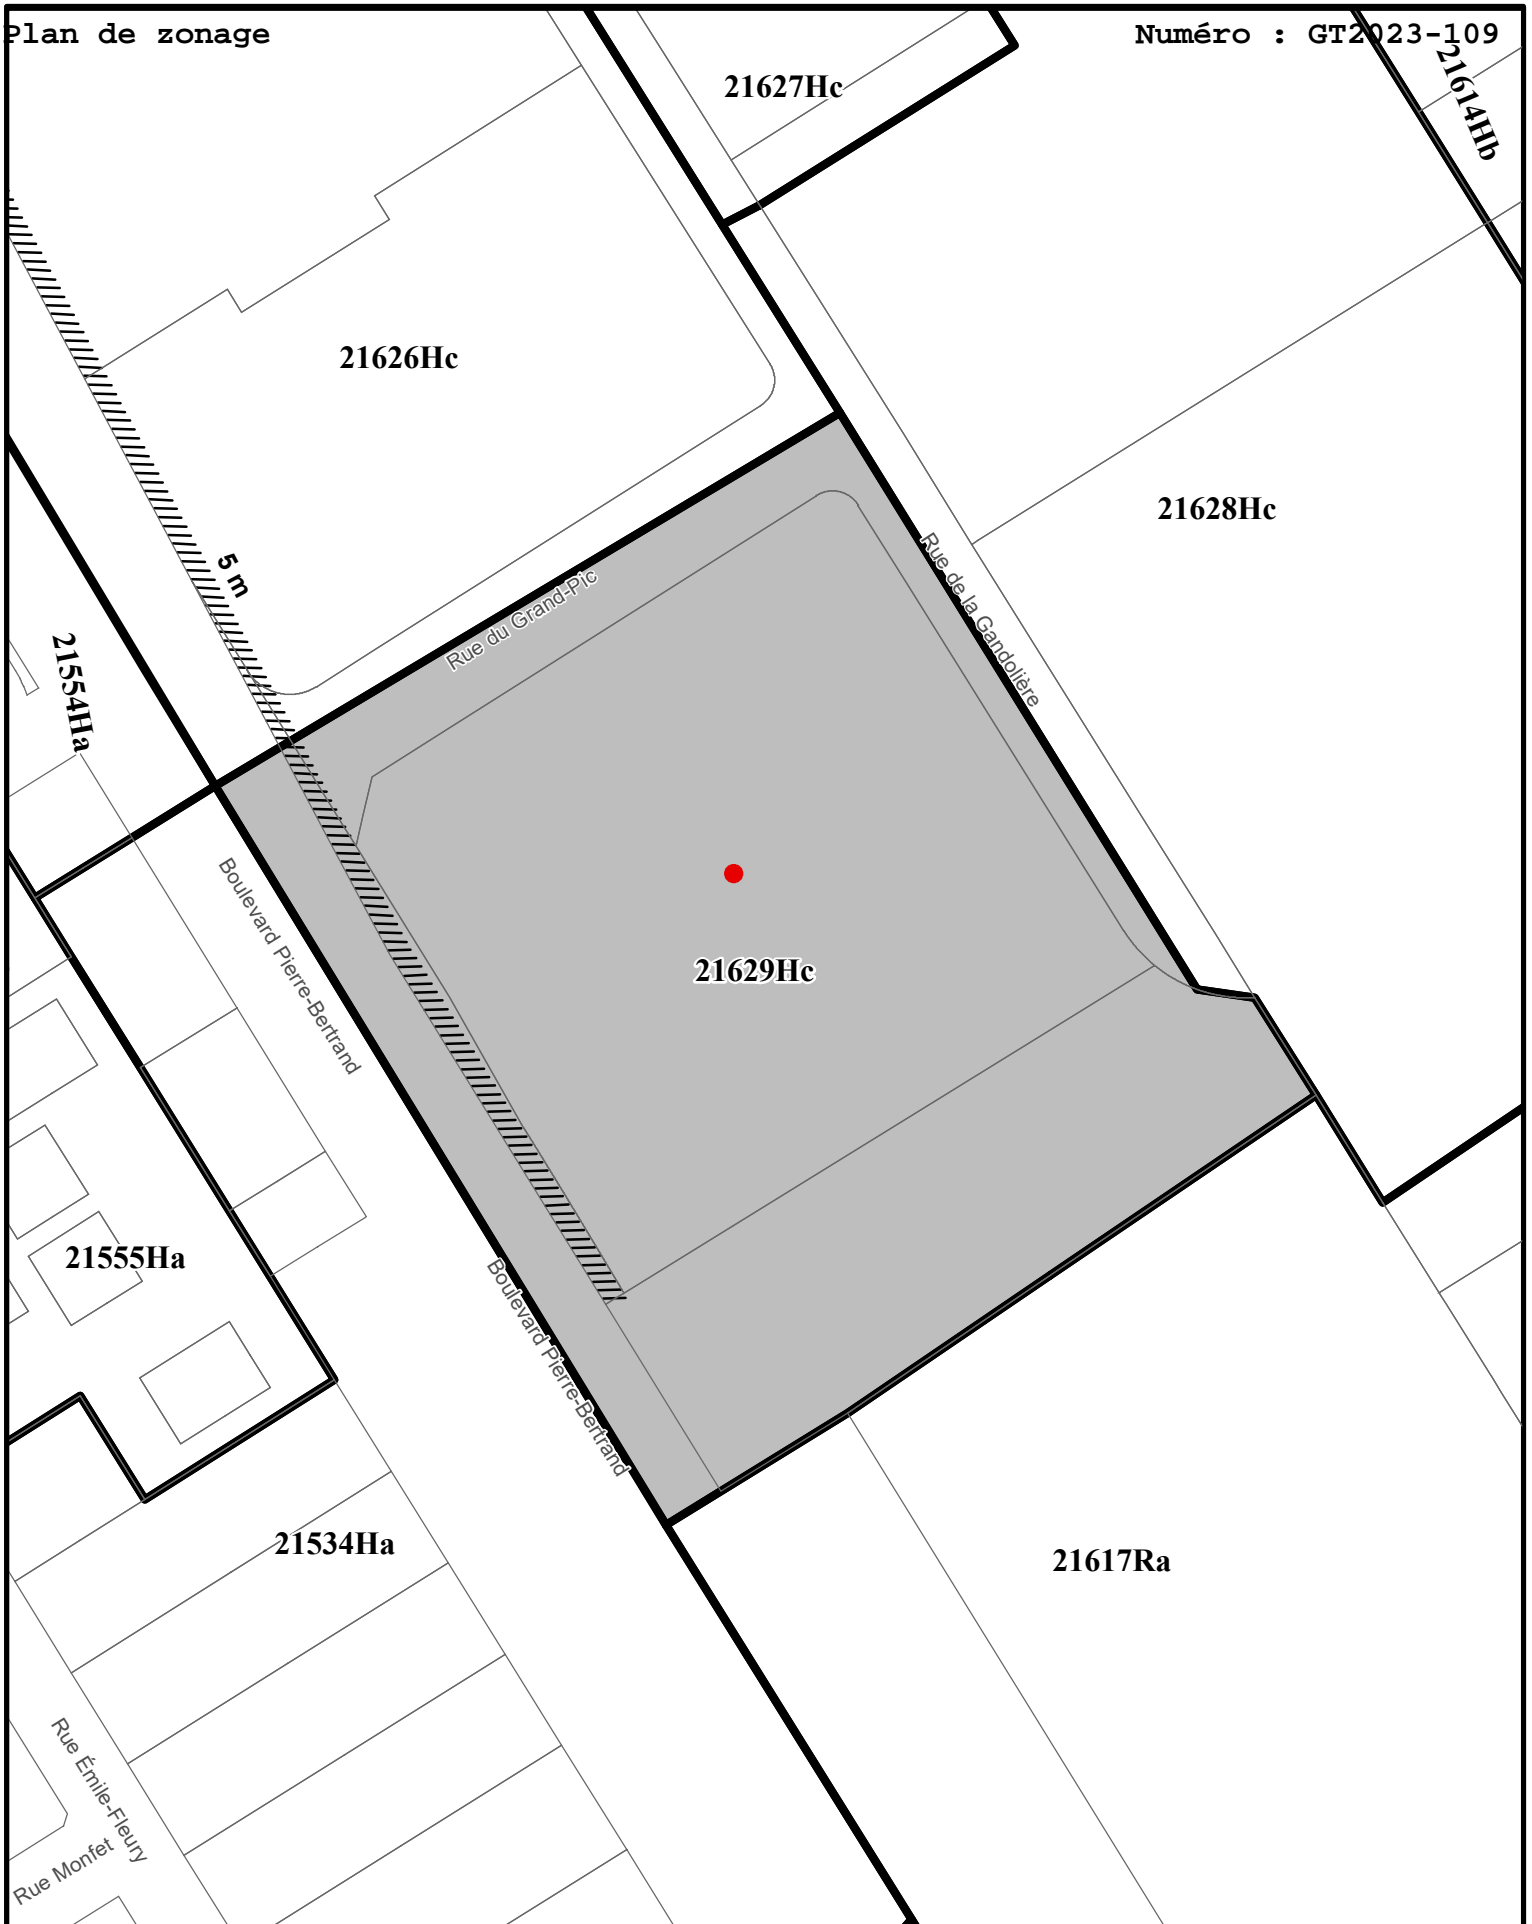 Plan de zonage
Numéro : GT2023-109
21627Hc
21614Hb
21626Hc
21628Hc
5 m
Rue du Grand-Pic
Rue de la Gandolière
21554Ha
Boulevard Pierre-Bertrand
21629Hc
21555Ha
Boulevard Pierre-Bertrand
21534Ha
21617Ra
Rue Émile-Fleury
Rue Monfet